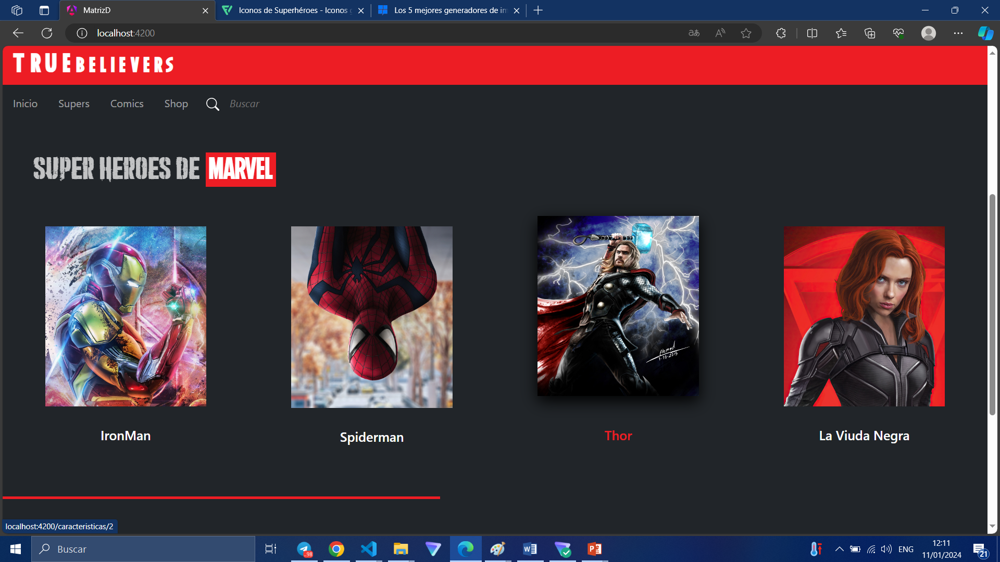 MatrizD
Iconos de Superhéroes - Iconos g
Los 5 mejores generadores de im
localhost:4200
TRUE BELIEVERS
Inicio
Supers
Comics
Shop
Buscar
SUPER HEROES DE MARVEL
Ahmed
1-10-2015
IronMan
Spiderman
Thor
La Viuda Negra
localhost:4200/caracteristicas/2
Buscar
..98
ENG
12:11
11/01/2024
21